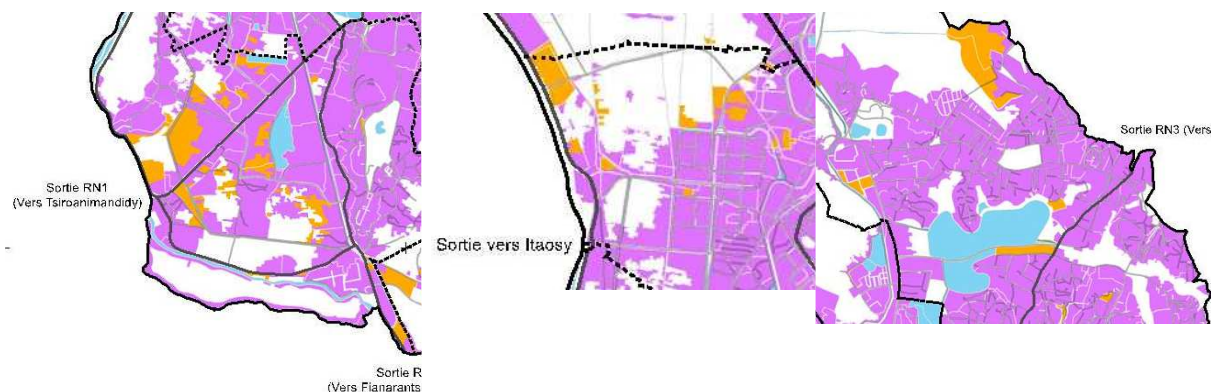 Sortie RN1
(Vers Tsiroanimandidy)
Sortie R
(Vers Fianarants
Sortie vers Itaosy
Sortie RN3 (Vers